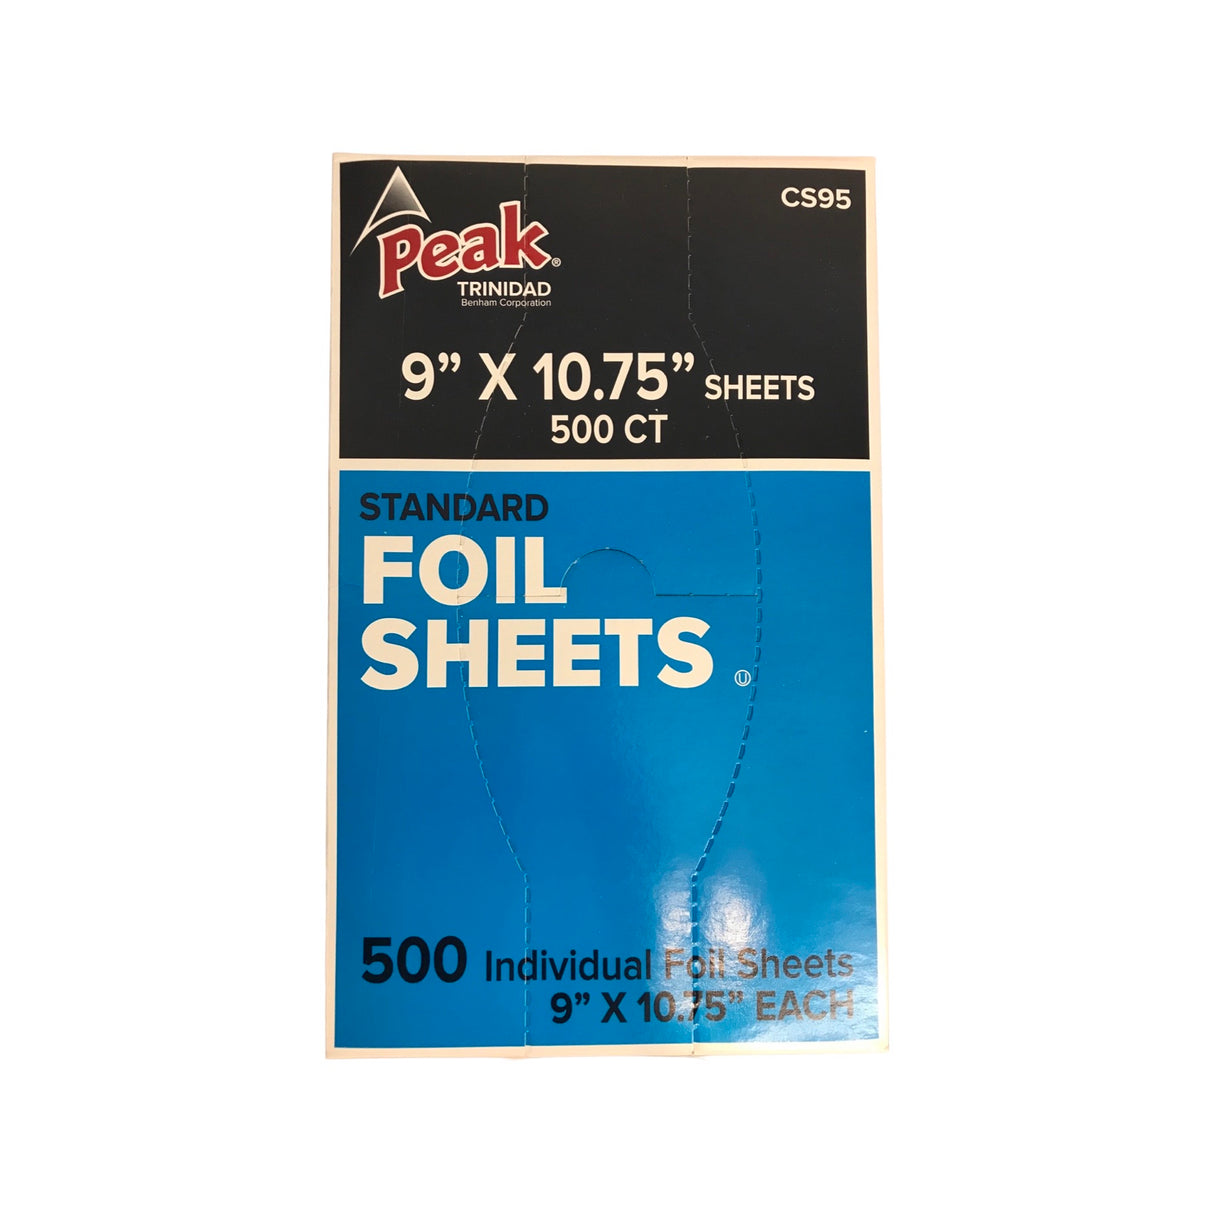 CS95
Peak®
TRINIDAD
Benham Corporation
9” X 10.75” SHEETS
500 CT
STANDARD
FOIL
SHEETS Ⓤ
500 Individual Foil Sheets
9” X 10.75” EACH